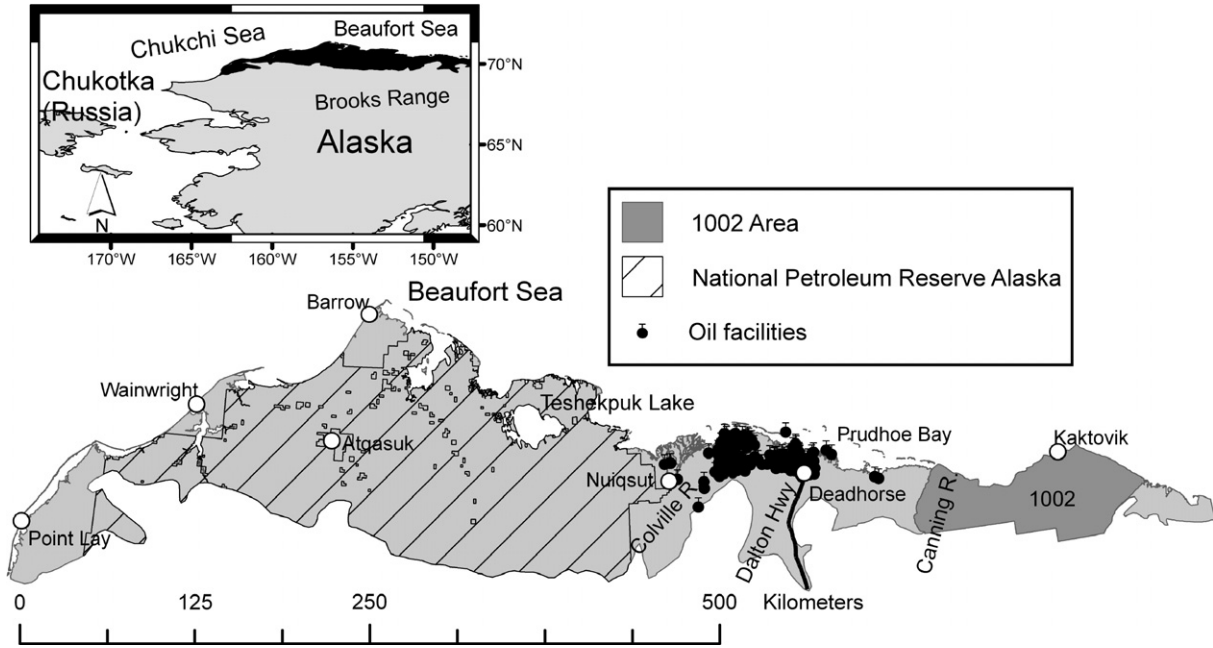 Chukchi Sea
Beaufort Sea
Chukotka
(Russia)
Brooks Range
Alaska
N
70°N
65°N
60°N
170°W
165°W
160°W
155°W
150°W
1002 Area
National Petroleum Reserve Alaska
Oil facilities
Beaufort Sea
Barrow
Wainwright
Atqasuk
Teshekpuk Lake
Point Lay
Nuiqsut
Colville R.
Dalton Hwy
Prudhoe Bay
Deadhorse
Canning R.
Kaktovik
1002
0
125
250
500
Kilometers